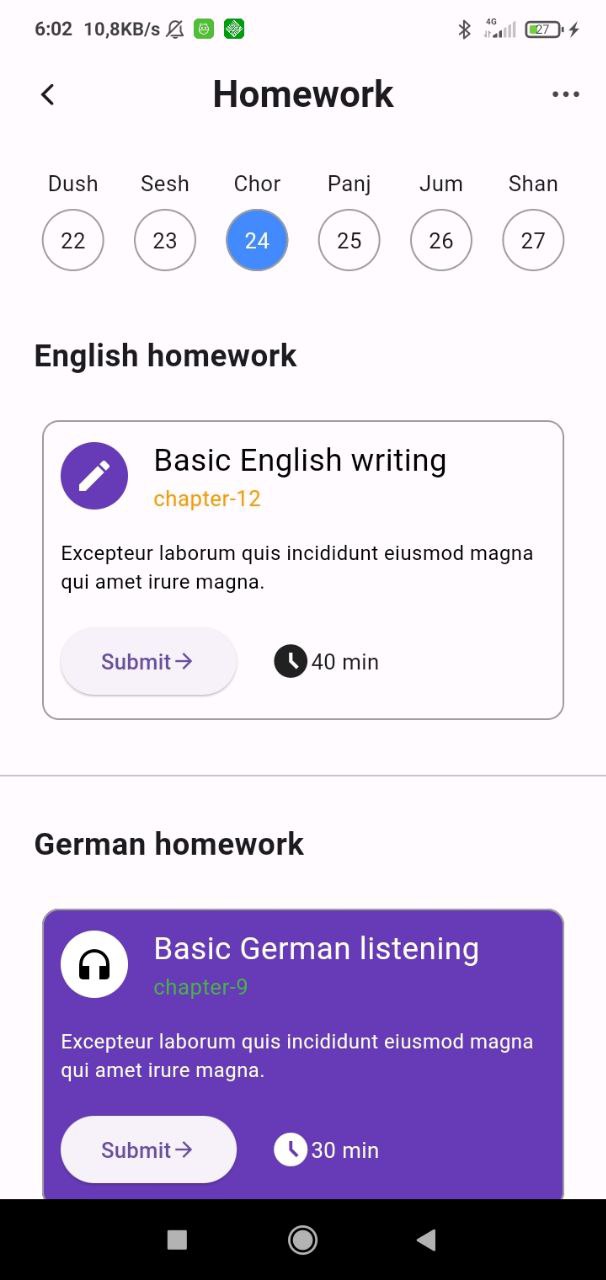 6:02 10,8KB/s 4G 27
Homework
Dush Sesh Chor Panj Jum Shan
22 23 24 25 26 27
English homework
Basic English writing
chapter-12
Excepteur laborum quis incididunt eiusmod magna
qui amet irure magna.
Submit→ 40 min
German homework
Basic German listening
chapter-9
Excepteur laborum quis incididunt eiusmod magna
qui amet irure magna.
Submit→ 30 min